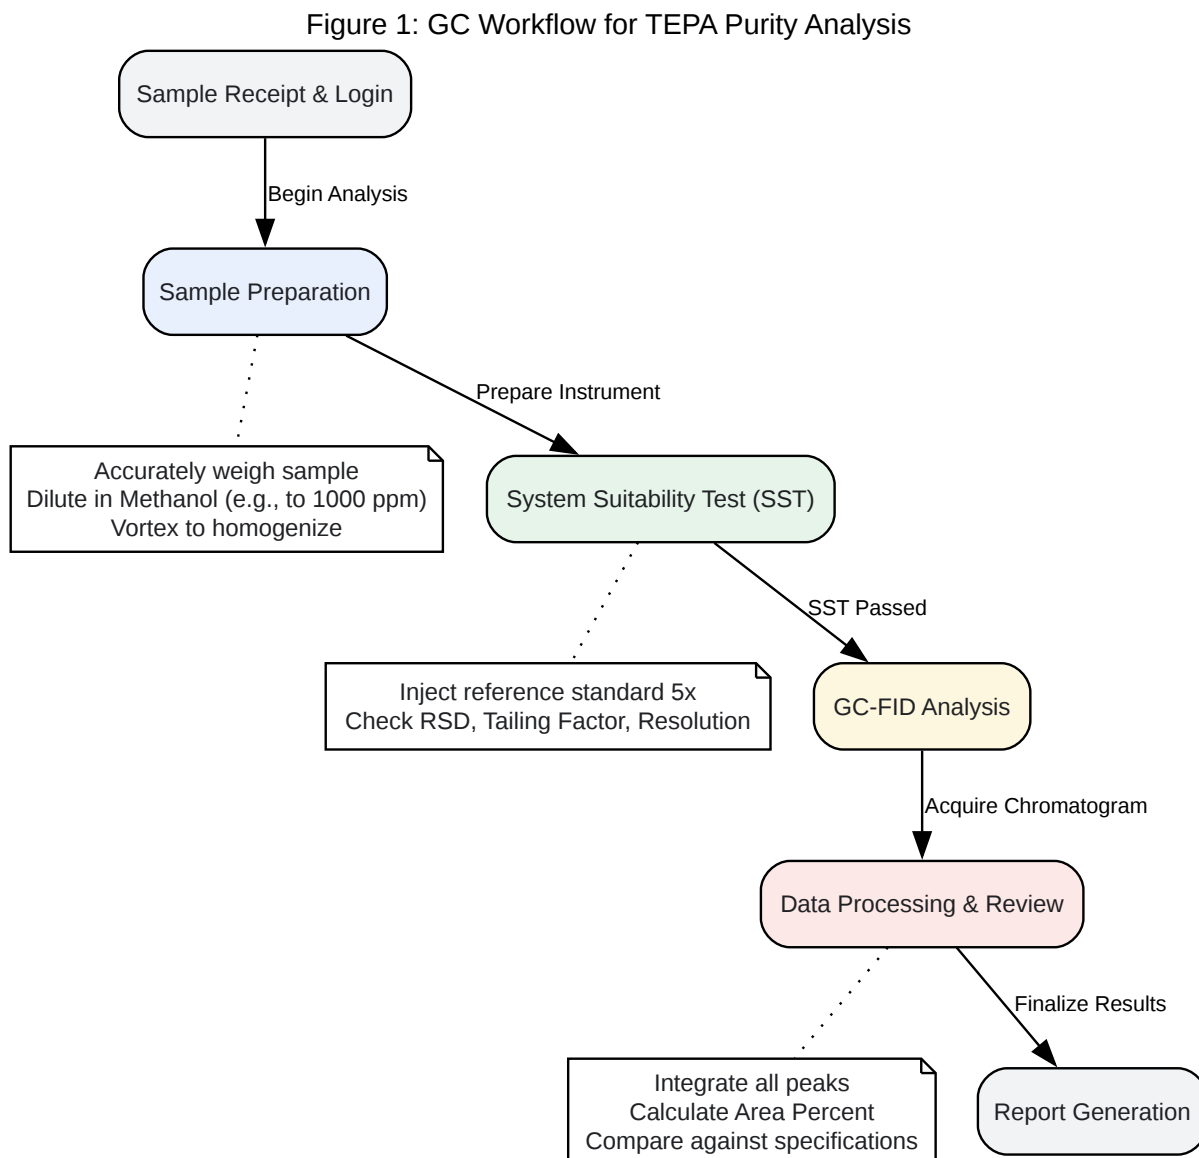 Figure 1: GC Workflow for TEPA Purity Analysis
Sample Receipt & Login
Begin Analysis
Sample Preparation
Prepare Instrument
Accurately weigh sample
Dilute in Methanol (e.g., to 1000 ppm)
Vortex to homogenize
System Suitability Test (SST)
SST Passed
Inject reference standard 5x
Check RSD, Tailing Factor, Resolution
GC-FID Analysis
Acquire Chromatogram
Data Processing & Review
Finalize Results
Integrate all peaks
Calculate Area Percent
Compare against specifications
Report Generation